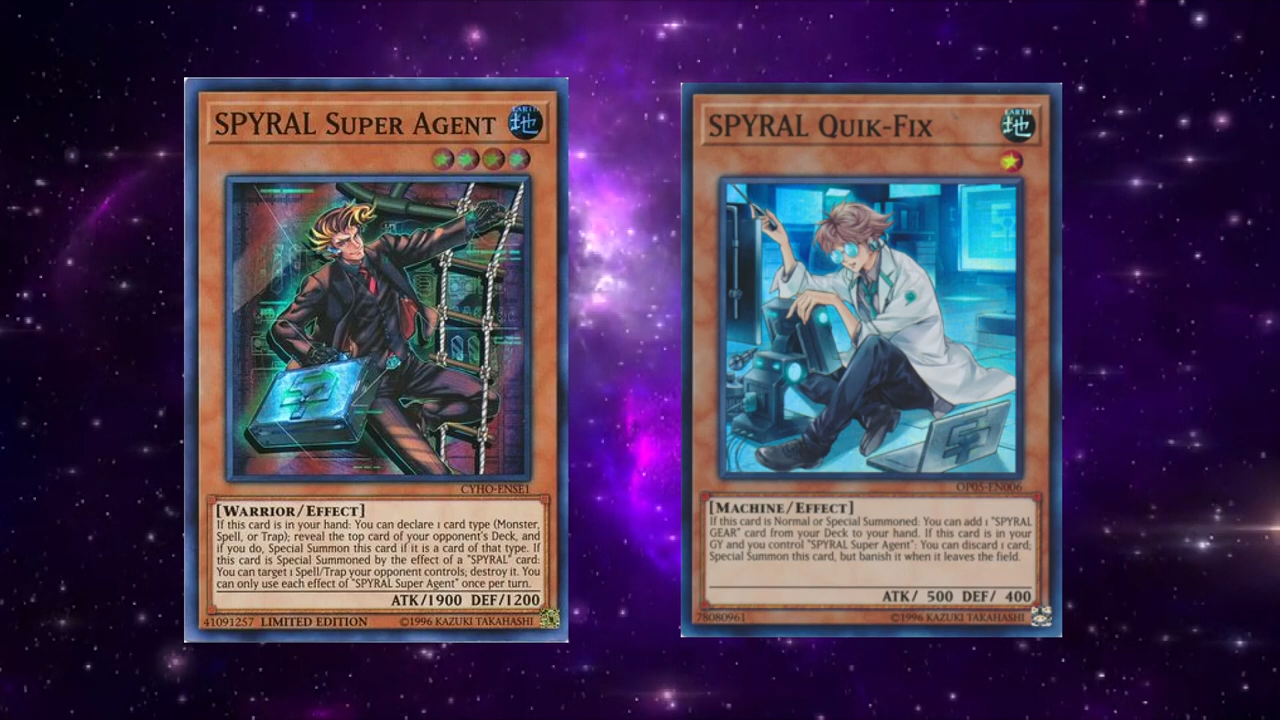 SPYRAL SUPER AGENT
EARTH
地
CYHO-ENSE1
[WARRIOR/EFFECT]
If this card is in your hand: You can declare 1 card type (Monster,
Spell, or Trap); reveal the top card of your opponent's Deck, and
if you do, Special Summon this card if it is a card of that type. If
this card is Special Summoned by the effect of a "SPYRAL" card:
You can target 1 Spell/Trap your opponent controls; destroy it. You
can only use each effect of "SPYRAL Super Agent" once per turn.
ATK/1900 DEF/1200
41091257 LIMITED EDITION ©1996 KAZUKI TAKAHASHI
SPYRAL QUIK-FIX
EARTH
地
OP05-EN006
[MACHINE/EFFECT]
If this card is Normal or Special Summoned: You can add 1 "SPYRAL
GEAR" card from your Deck to your hand. If this card is in your
GY and you control "SPYRAL Super Agent": You can discard 1 card;
Special Summon this card, but banish it when it leaves the field.
ATK/ 500 DEF/ 400
78080961 ©1996 KAZUKI TAKAHASHI